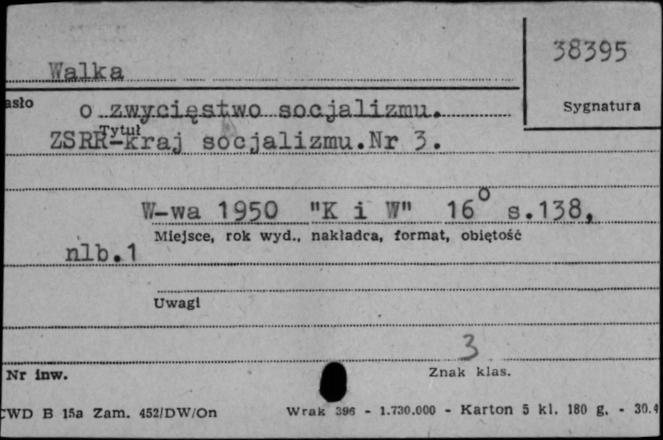 38395
Walka
asło
Sygnatura
o zwycięstwo socjalizmu.
Tytuł
ZSRR-kraj socjalizmu.Nr 3.
W-wa 1950 "K i W" 16° s.138,
Miejsce, rok wyd., nakładca, format, objętość
nlb.1
Uwagi
3
Nr inw.
Znak klas.
CWD B 15a Zam. 452/DW/On Wrak 396 - 1.730.000 - Karton 5 kl. 180 g. - 30.4